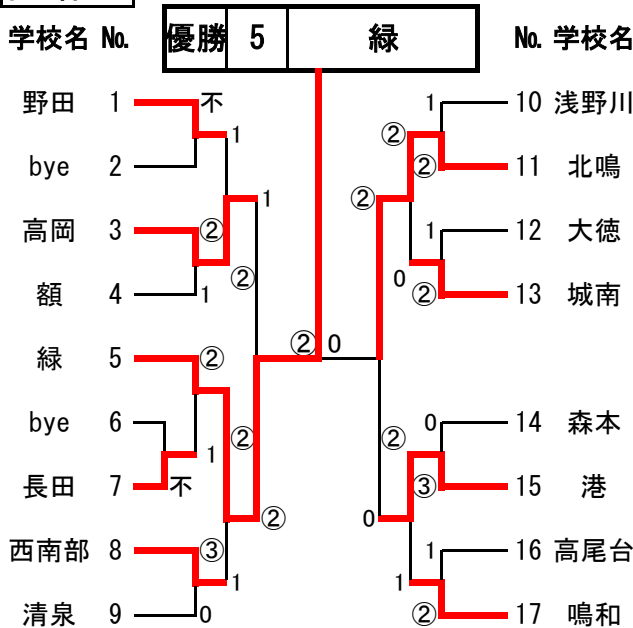 学校名 No. 優勝 5 緑 No. 学校名
野田 1 不 1 10 浅野川
1 ②
bye 2 ② 11 北鳴
1 ②
高岡 3 ② 1 12 大徳
② 0
額 4 1 ② 13 城南
② 0
緑 5 ②
bye 6 ② ② 0 14 森本
1
長田 7 不 ③ 15 港
② 0
西南部 8 ③ 1 16 高尾台
1 1
清泉 9 0 ② 17 鳴和